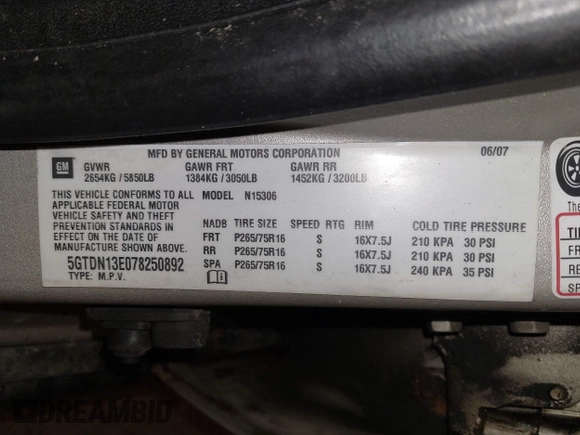 MFD BY GENERAL MOTORS CORPORATION 06/07
GM
GVWR GAWR FRT GAWR RR
2654KG / 5850LB 1384KG / 3050LB 1452KG / 3200LB
THIS VEHICLE CONFORMS TO ALL
APPLICABLE FEDERAL MOTOR
VEHICLE SAFETY AND THEFT
PREVENTION STANDARDS IN
EFFECT ON THE DATE OF
MANUFACTURE SHOWN ABOVE.
5GTDN13E078250892
TYPE: M.P.V.
MODEL N15306
NADB TIRE SIZE SPEED RTG RIM COLD TIRE PRESSURE
FRT P265/75R16 S 16X7.5J 210 KPA 30 PSI
RR P265/75R16 S 16X7.5J 210 KPA 30 PSI
SPA P265/75R16 S 16X7.5J 240 KPA 35 PSI
The
FR
RE
SP
DREAMBID